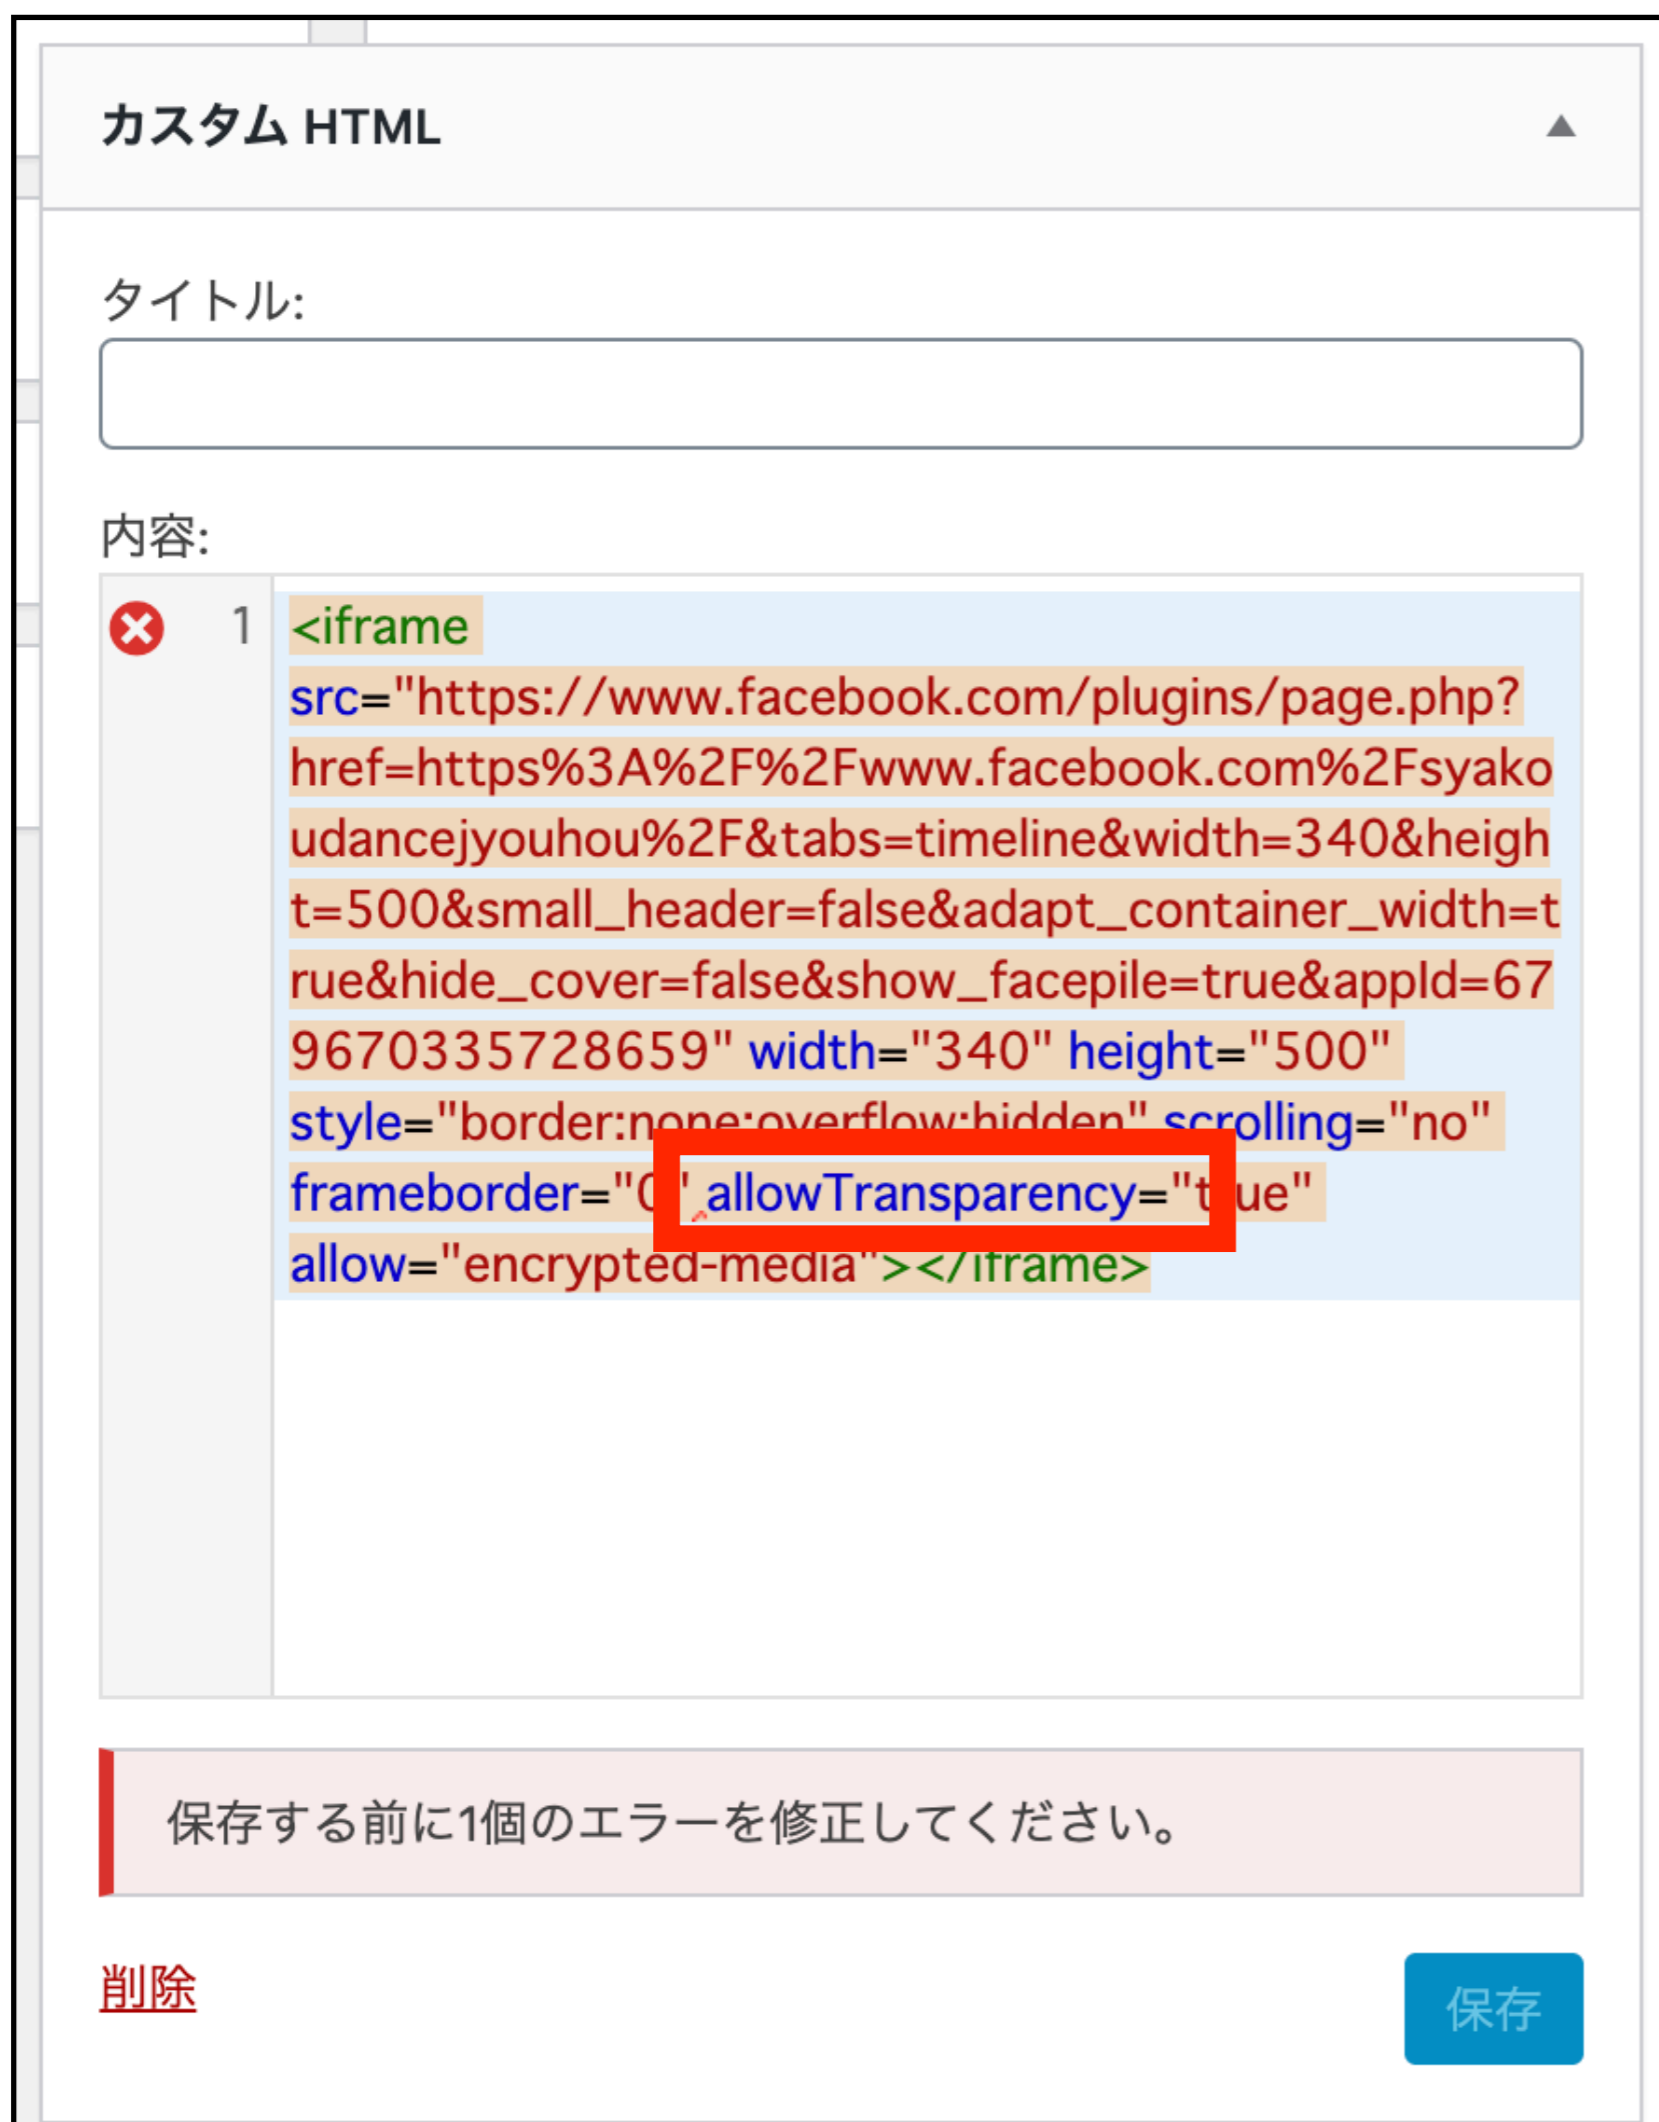 カスタム HTML
タイトル:
内容:
1 <iframe
src="https://www.facebook.com/plugins/page.php?
href=https%3A%2F%2Fwww.facebook.com%2Fsyako
udancejyouhou%2F&tabs=timeline&width=340&heigh
t=500&small_header=false&adapt_container_width=t
rue&hide_cover=false&show_facepile=true&appId=67
9670335728659" width="340" height="500"
style="border:none;overflow:hidden" scrolling="no"
frameborder="0" allowTransparency="true"
allow="encrypted-media"></iframe>
保存する前に1個のエラーを修正してください。
削除
保存